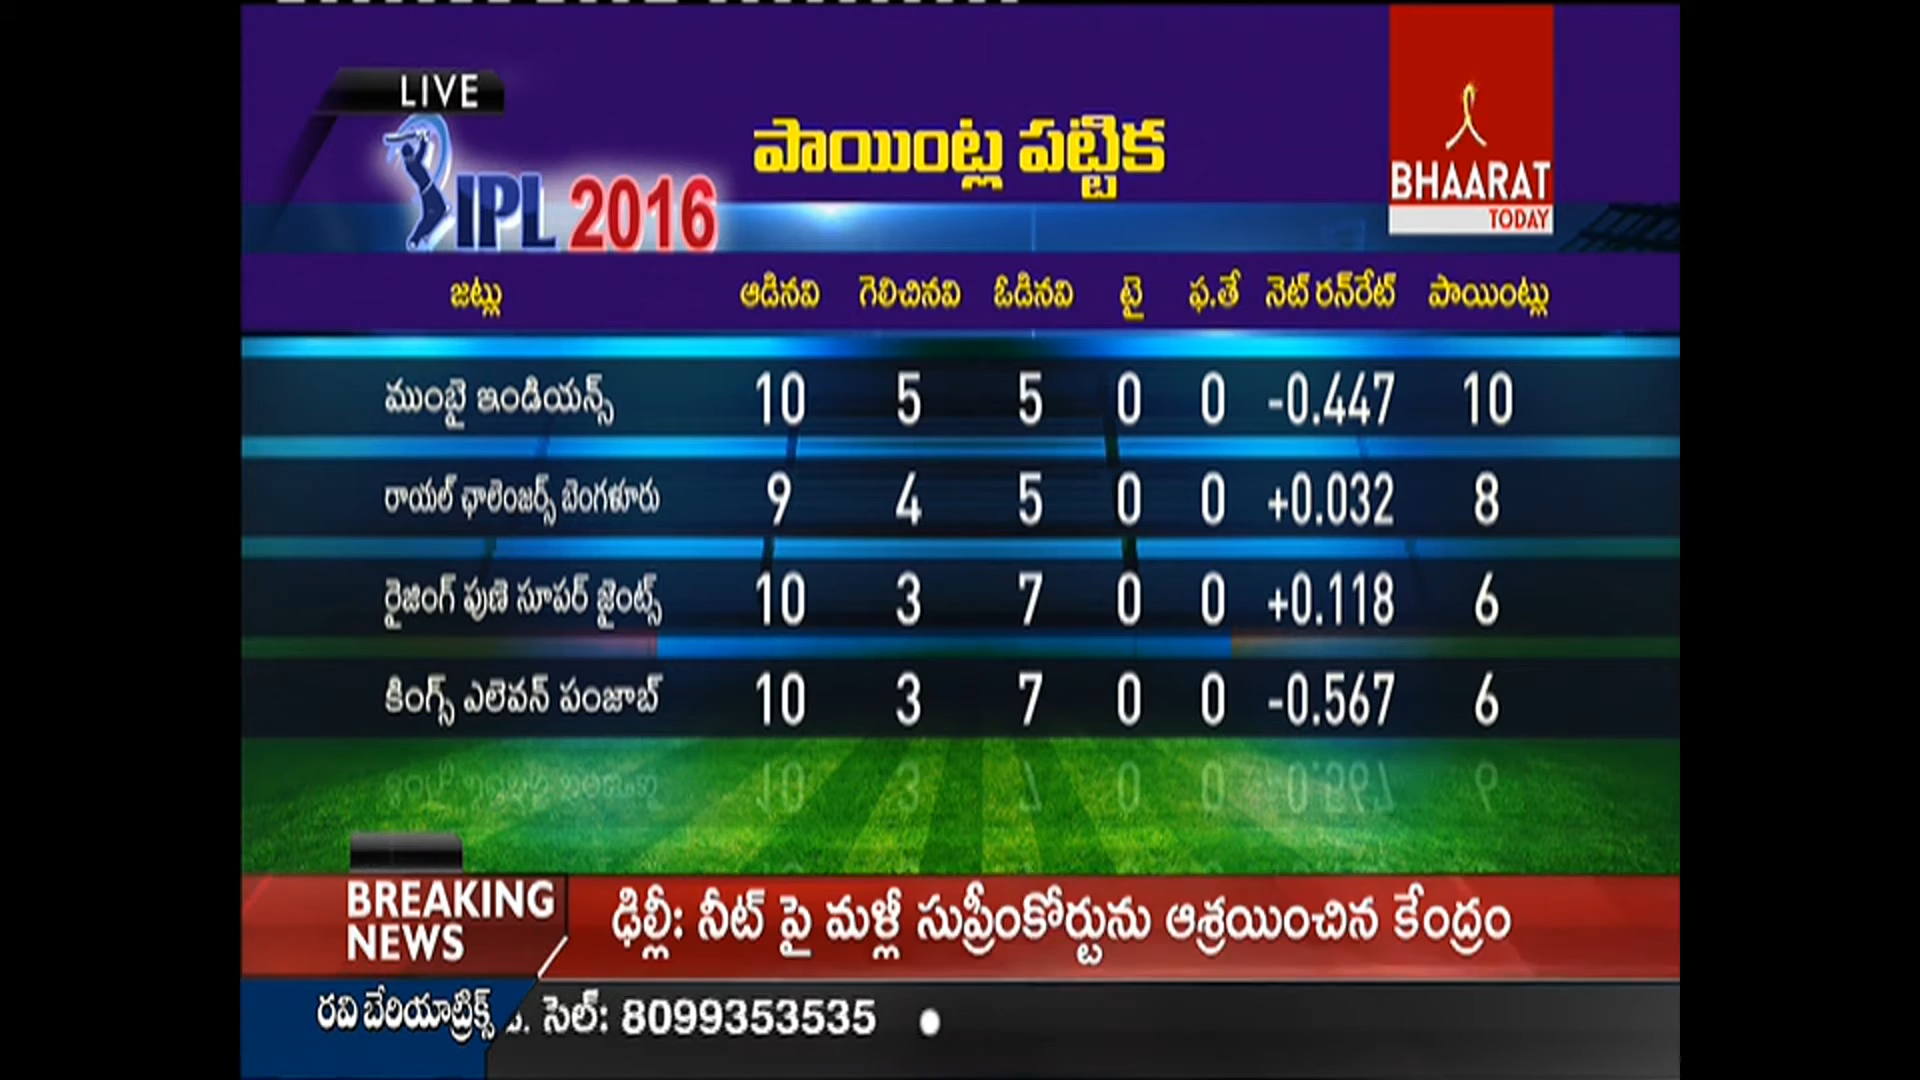 LIVE
IPL 2016
పాయింట్ల పట్టిక
BHAARAT
TODAY
జట్లు ఆడినవి గెలిచినవి ఓడినవి టై ఫ.తే నెట్ రన్‌రేట్ పాయింట్లు
ముంబై ఇండియన్స్ 10 5 5 0 0 -0.447 10
రాయల్ ఛాలెంజర్స్ బెంగళూరు 9 4 5 0 0 +0.032 8
రైజింగ్ పుణె సూపర్ జైంట్స్ 10 3 7 0 0 +0.118 6
కింగ్స్ ఎలెవన్ పంజాబ్ 10 3 7 0 0 -0.567 6
BREAKING
NEWS
ఢిల్లీ: నీట్ పై మళ్లీ సుప్రీంకోర్టును ఆశ్రయించిన కేంద్రం
రవి బేరియాట్రిక్స్ సెల్: 8099353535